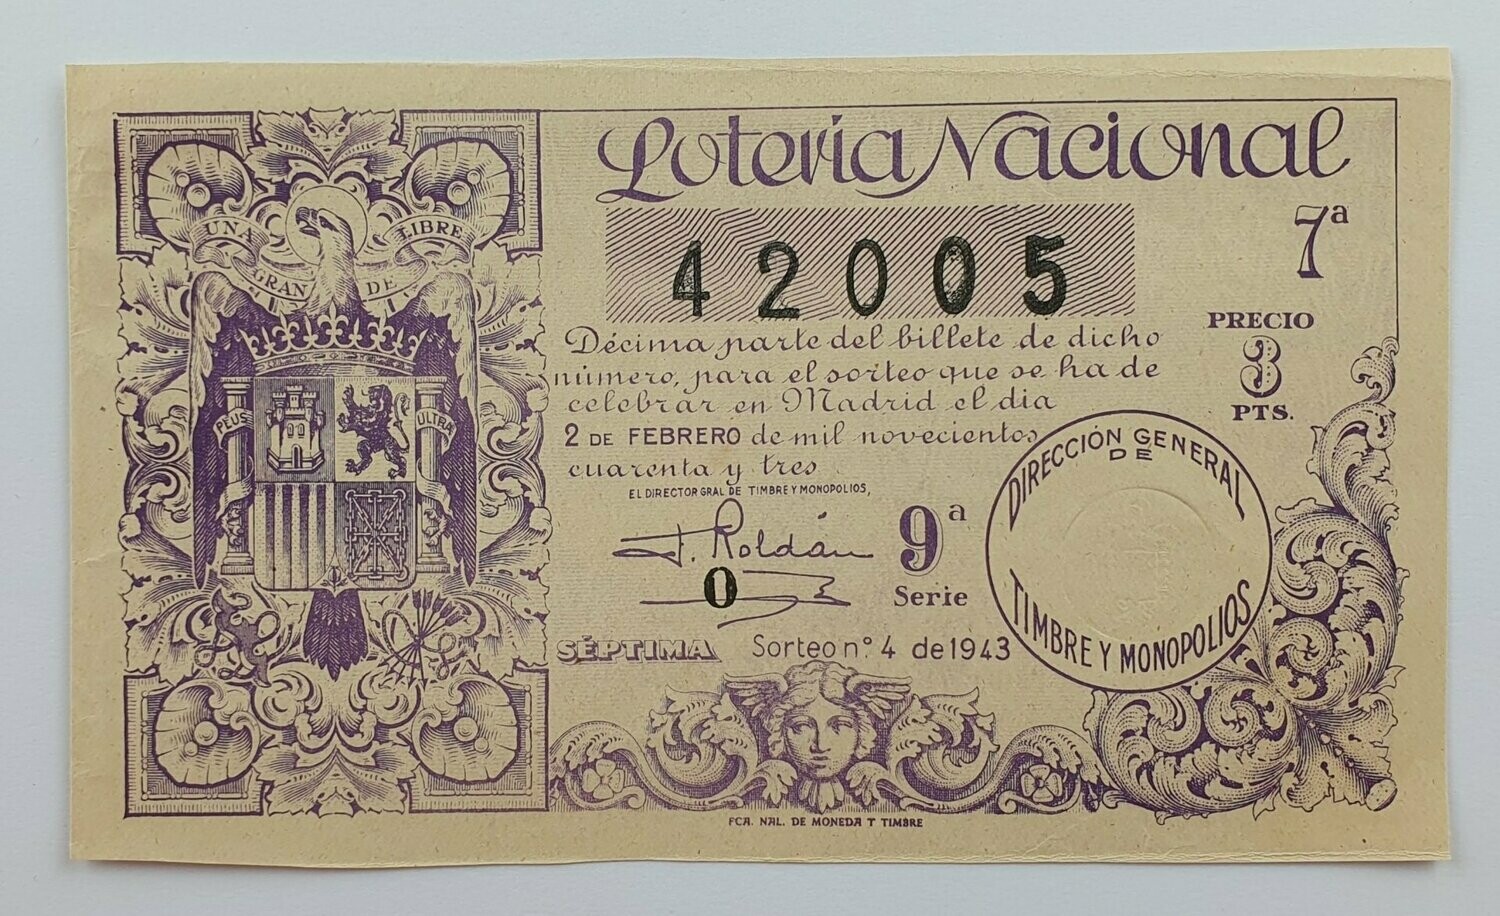 Lotería Nacional
UNA
GRANDE
LIBRE
42005
7ª
PRECIO
3
PTS.
Décima parte del billete de dicho
número, para el sorteo que se ha de
celebrar en Madrid el día
2 DE FEBRERO de mil novecientos
cuarenta y tres
EL DIRECTOR GRAL DE TIMBRE Y MONOPOLIOS,
F. Roldán
0
9ª
Serie
DIRECCIÓN GENERAL
DE
TIMBRE Y MONOPOLIOS
PLUS
ULTRA
SÉPTIMA
Sorteo nº. 4 de 1943
FCA. NAL. DE MONEDA Y TIMBRE